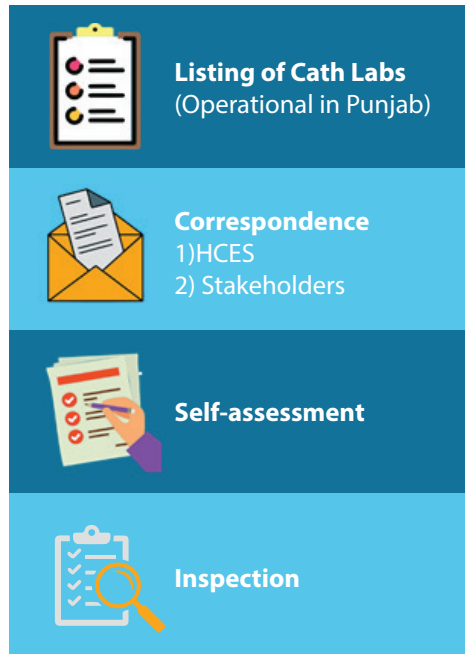 Listing of Cath Labs
(Operational in Punjab)
Correspondence
1)HCES
2) Stakeholders
Self-assessment
Inspection